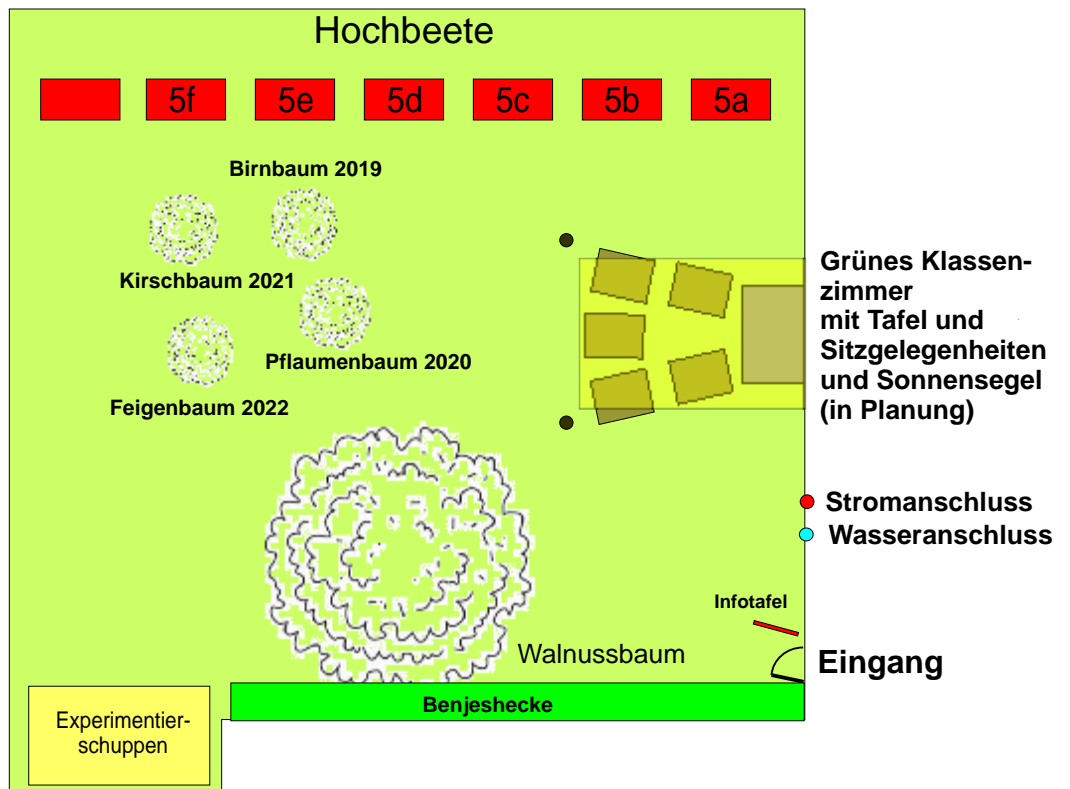 Hochbeete
5f 5e 5d 5c 5b 5a
Birnbaum 2019
Kirschbaum 2021
Pflaumenbaum 2020
Feigenbaum 2022
Grünes Klassen-
zimmer
mit Tafel und
Sitzgelegenheiten
und Sonnensegel
(in Planung)
Stromanschluss
Wasseranschluss
Infotafel
Walnussbaum
Eingang
Benjeshecke
Experimentier-
schuppen